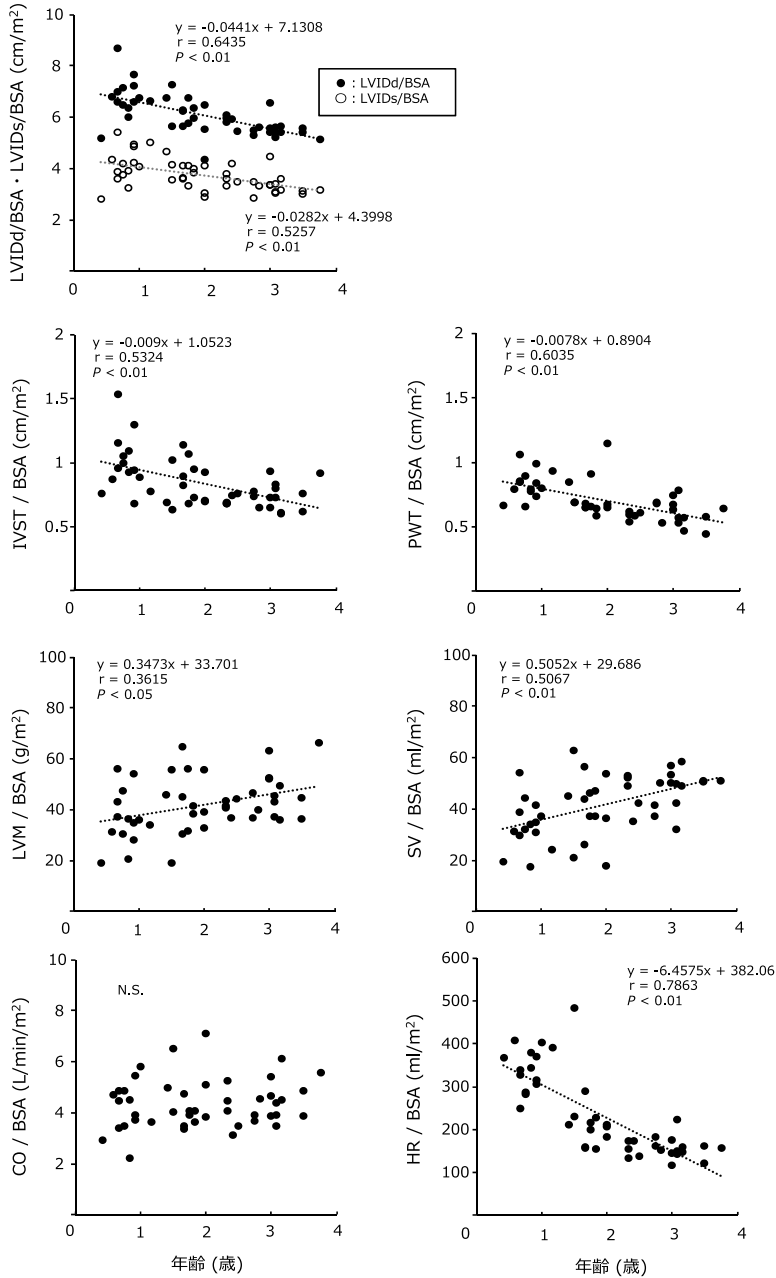 LVIDd/BSA・LVIDs/BSA (cm/m²)
10
8
6
4
2
0
1
2
3
4
y = -0.0441x + 7.1308
r = 0.6435
P < 0.01
● : LVIDd/BSA
○ : LVIDs/BSA
y = -0.0282x + 4.3998
r = 0.5257
P < 0.01
IVST / BSA (cm/m²)
2
1.5
1
0.5
0
1
2
3
4
y = -0.009x + 1.0523
r = 0.5324
P < 0.01
PWT / BSA (cm/m²)
2
1.5
1
0.5
0
1
2
3
4
y = -0.0078x + 0.8904
r = 0.6035
P < 0.01
LVM / BSA (g/m²)
100
80
60
40
20
0
1
2
3
4
y = 0.3473x + 33.701
r = 0.3615
P < 0.05
SV / BSA (ml/m²)
100
80
60
40
20
0
1
2
3
4
y = 0.5052x + 29.686
r = 0.5067
P < 0.01
CO / BSA (L/min/m²)
10
8
6
4
2
0
1
2
3
4
N.S.
年齢 (歳)
HR / BSA (ml/m²)
600
500
400
300
200
100
0
1
2
3
4
y = -6.4575x + 382.06
r = 0.7863
P < 0.01
年齢 (歳)